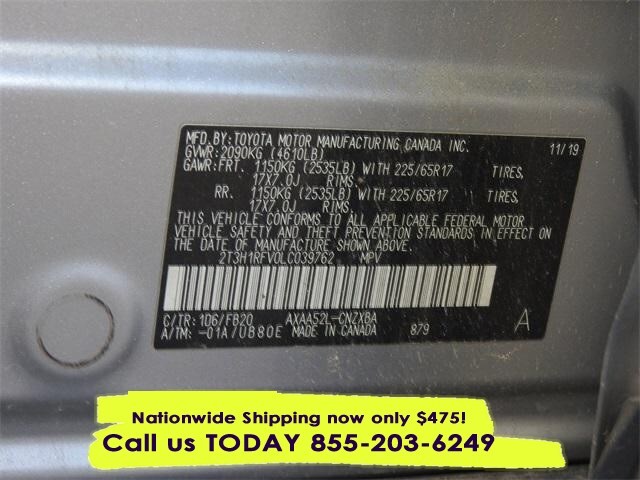 MFD.BY:TOYOTA MOTOR MANUFACTURING CANADA INC. 11/19
GVWR:2090KG (4610LB)
GAWR:FRT. 1150KG (2535LB) WITH 225/65R17 TIRES,
17X7.0J RIMS.
RR. 1150KG (2535LB) WITH 225/65R17 TIRES,
17X7.0J RIMS.
THIS VEHICLE CONFORMS TO ALL APPLICABLE FEDERAL MOTOR
VEHICLE SAFETY AND THEFT PREVENTION STANDARDS IN EFFECT ON
THE DATE OF MANUFACTURE SHOWN ABOVE.
2T3H1RFV0LC039762 MPV
C/TR: 1D6/FB20 AXAA52L-CNZXBA A
A/TM: -01A/UB80E MADE IN CANADA 879
Nationwide Shipping now only $475!
Call us TODAY 855-203-6249